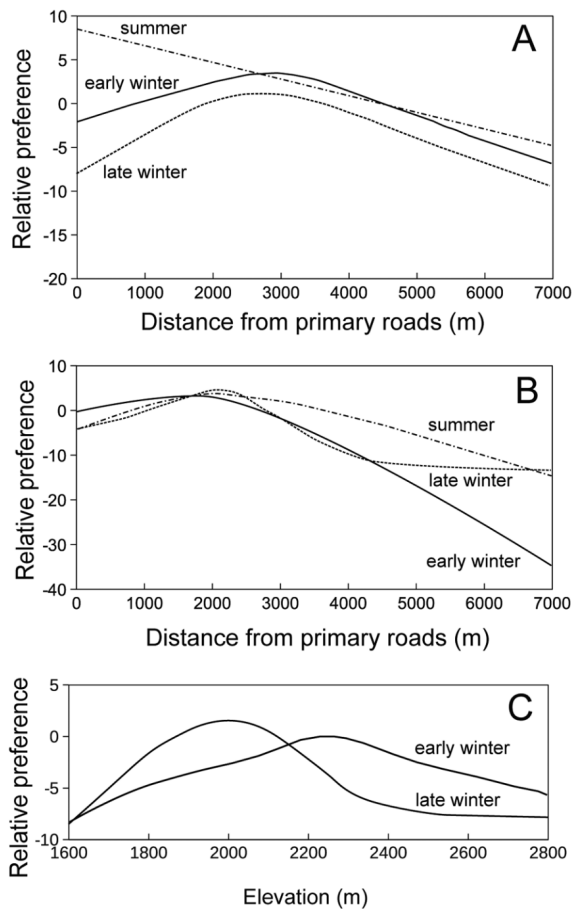 A
Relative preference
10
5
0
-5
-10
-15
-20
summer
early winter
late winter
0 1000 2000 3000 4000 5000 6000 7000
Distance from primary roads (m)
B
Relative preference
10
0
-10
-20
-30
-40
summer
late winter
early winter
0 1000 2000 3000 4000 5000 6000 7000
Distance from primary roads (m)
C
Relative preference
5
0
-5
-10
early winter
late winter
1600 1800 2000 2200 2400 2600 2800
Elevation (m)